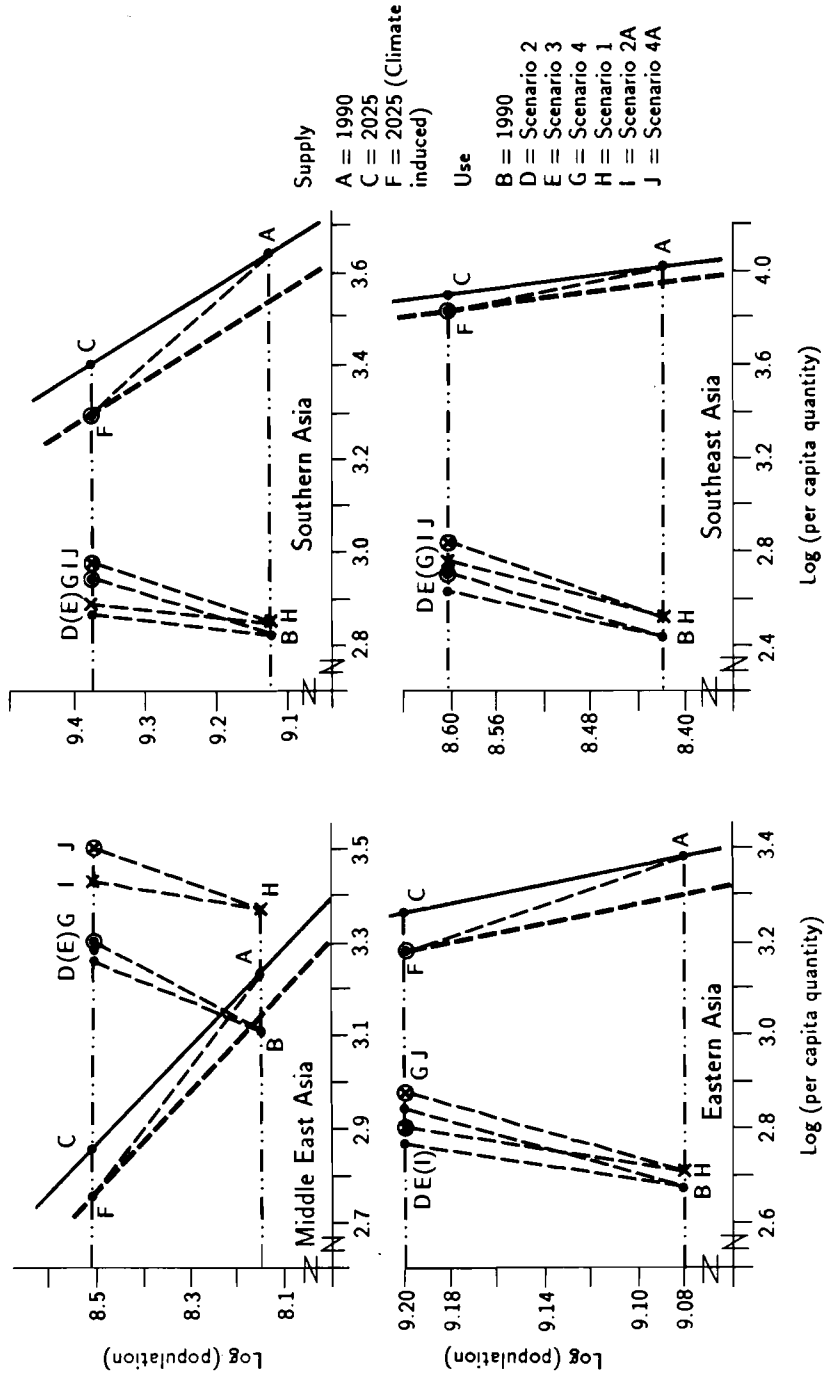 Log (population)
8.5
8.3
8.1
C
F
D(E)G
I
J
A
B
H
Middle East Asia
2.7
2.9
3.1
3.3
3.5
9.4
9.3
9.2
9.1
D(E)GIJ
B
H
C
F
A
Southern Asia
2.8
3.0
3.2
3.4
3.6
Supply
A = 1990
C = 2025
F = 2025 (Climate
induced)
Use
B = 1990
D = Scenario 2
E = Scenario 3
G = Scenario 4
H = Scenario 1
I = Scenario 2A
J = Scenario 4A
Log (population)
9.20
9.18
9.14
9.10
9.08
DE(I)
GJ
B H
C
F
A
Eastern Asia
2.6
2.8
3.0
3.2
3.4
Log (per capita quantity)
8.60
8.56
8.48
8.40
DE(G)IJ
B H
C
F
A
Southeast Asia
2.4
2.8
3.2
3.6
4.0
Log (per capita quantity)